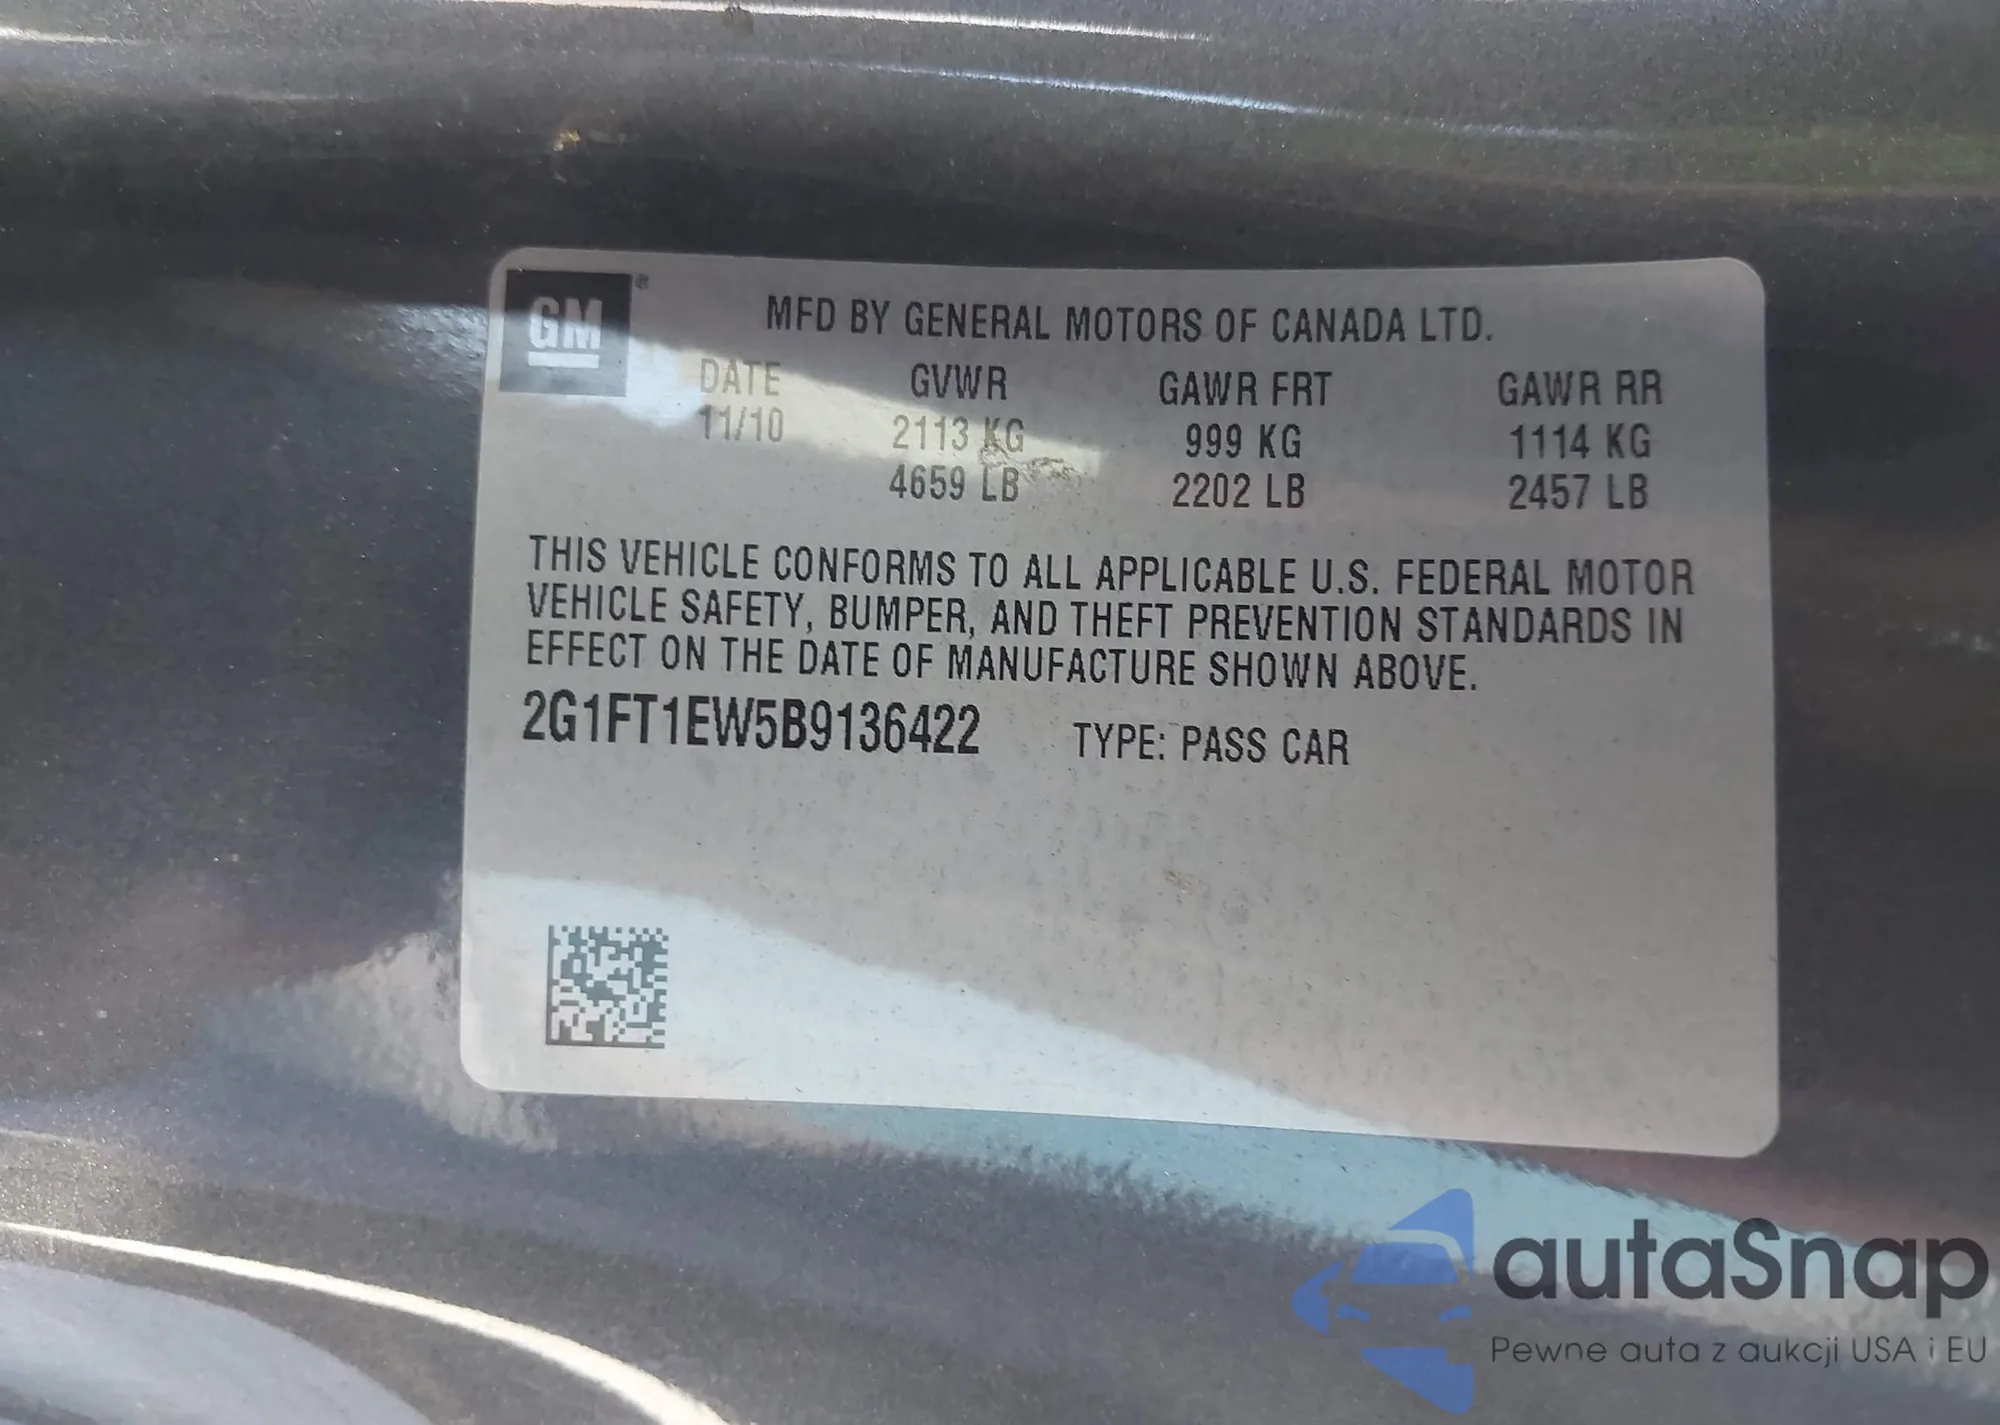 GM
MFD BY GENERAL MOTORS OF CANADA LTD.
DATE GVWR GAWR FRT GAWR RR
11/10 2113 KG 999 KG 1114 KG
4659 LB 2202 LB 2457 LB
THIS VEHICLE CONFORMS TO ALL APPLICABLE U.S. FEDERAL MOTOR
VEHICLE SAFETY, BUMPER, AND THEFT PREVENTION STANDARDS IN
EFFECT ON THE DATE OF MANUFACTURE SHOWN ABOVE.
2G1FT1EW5B9136422 TYPE: PASS CAR
autaSnap
Pewne auta z aukcji USA i EU